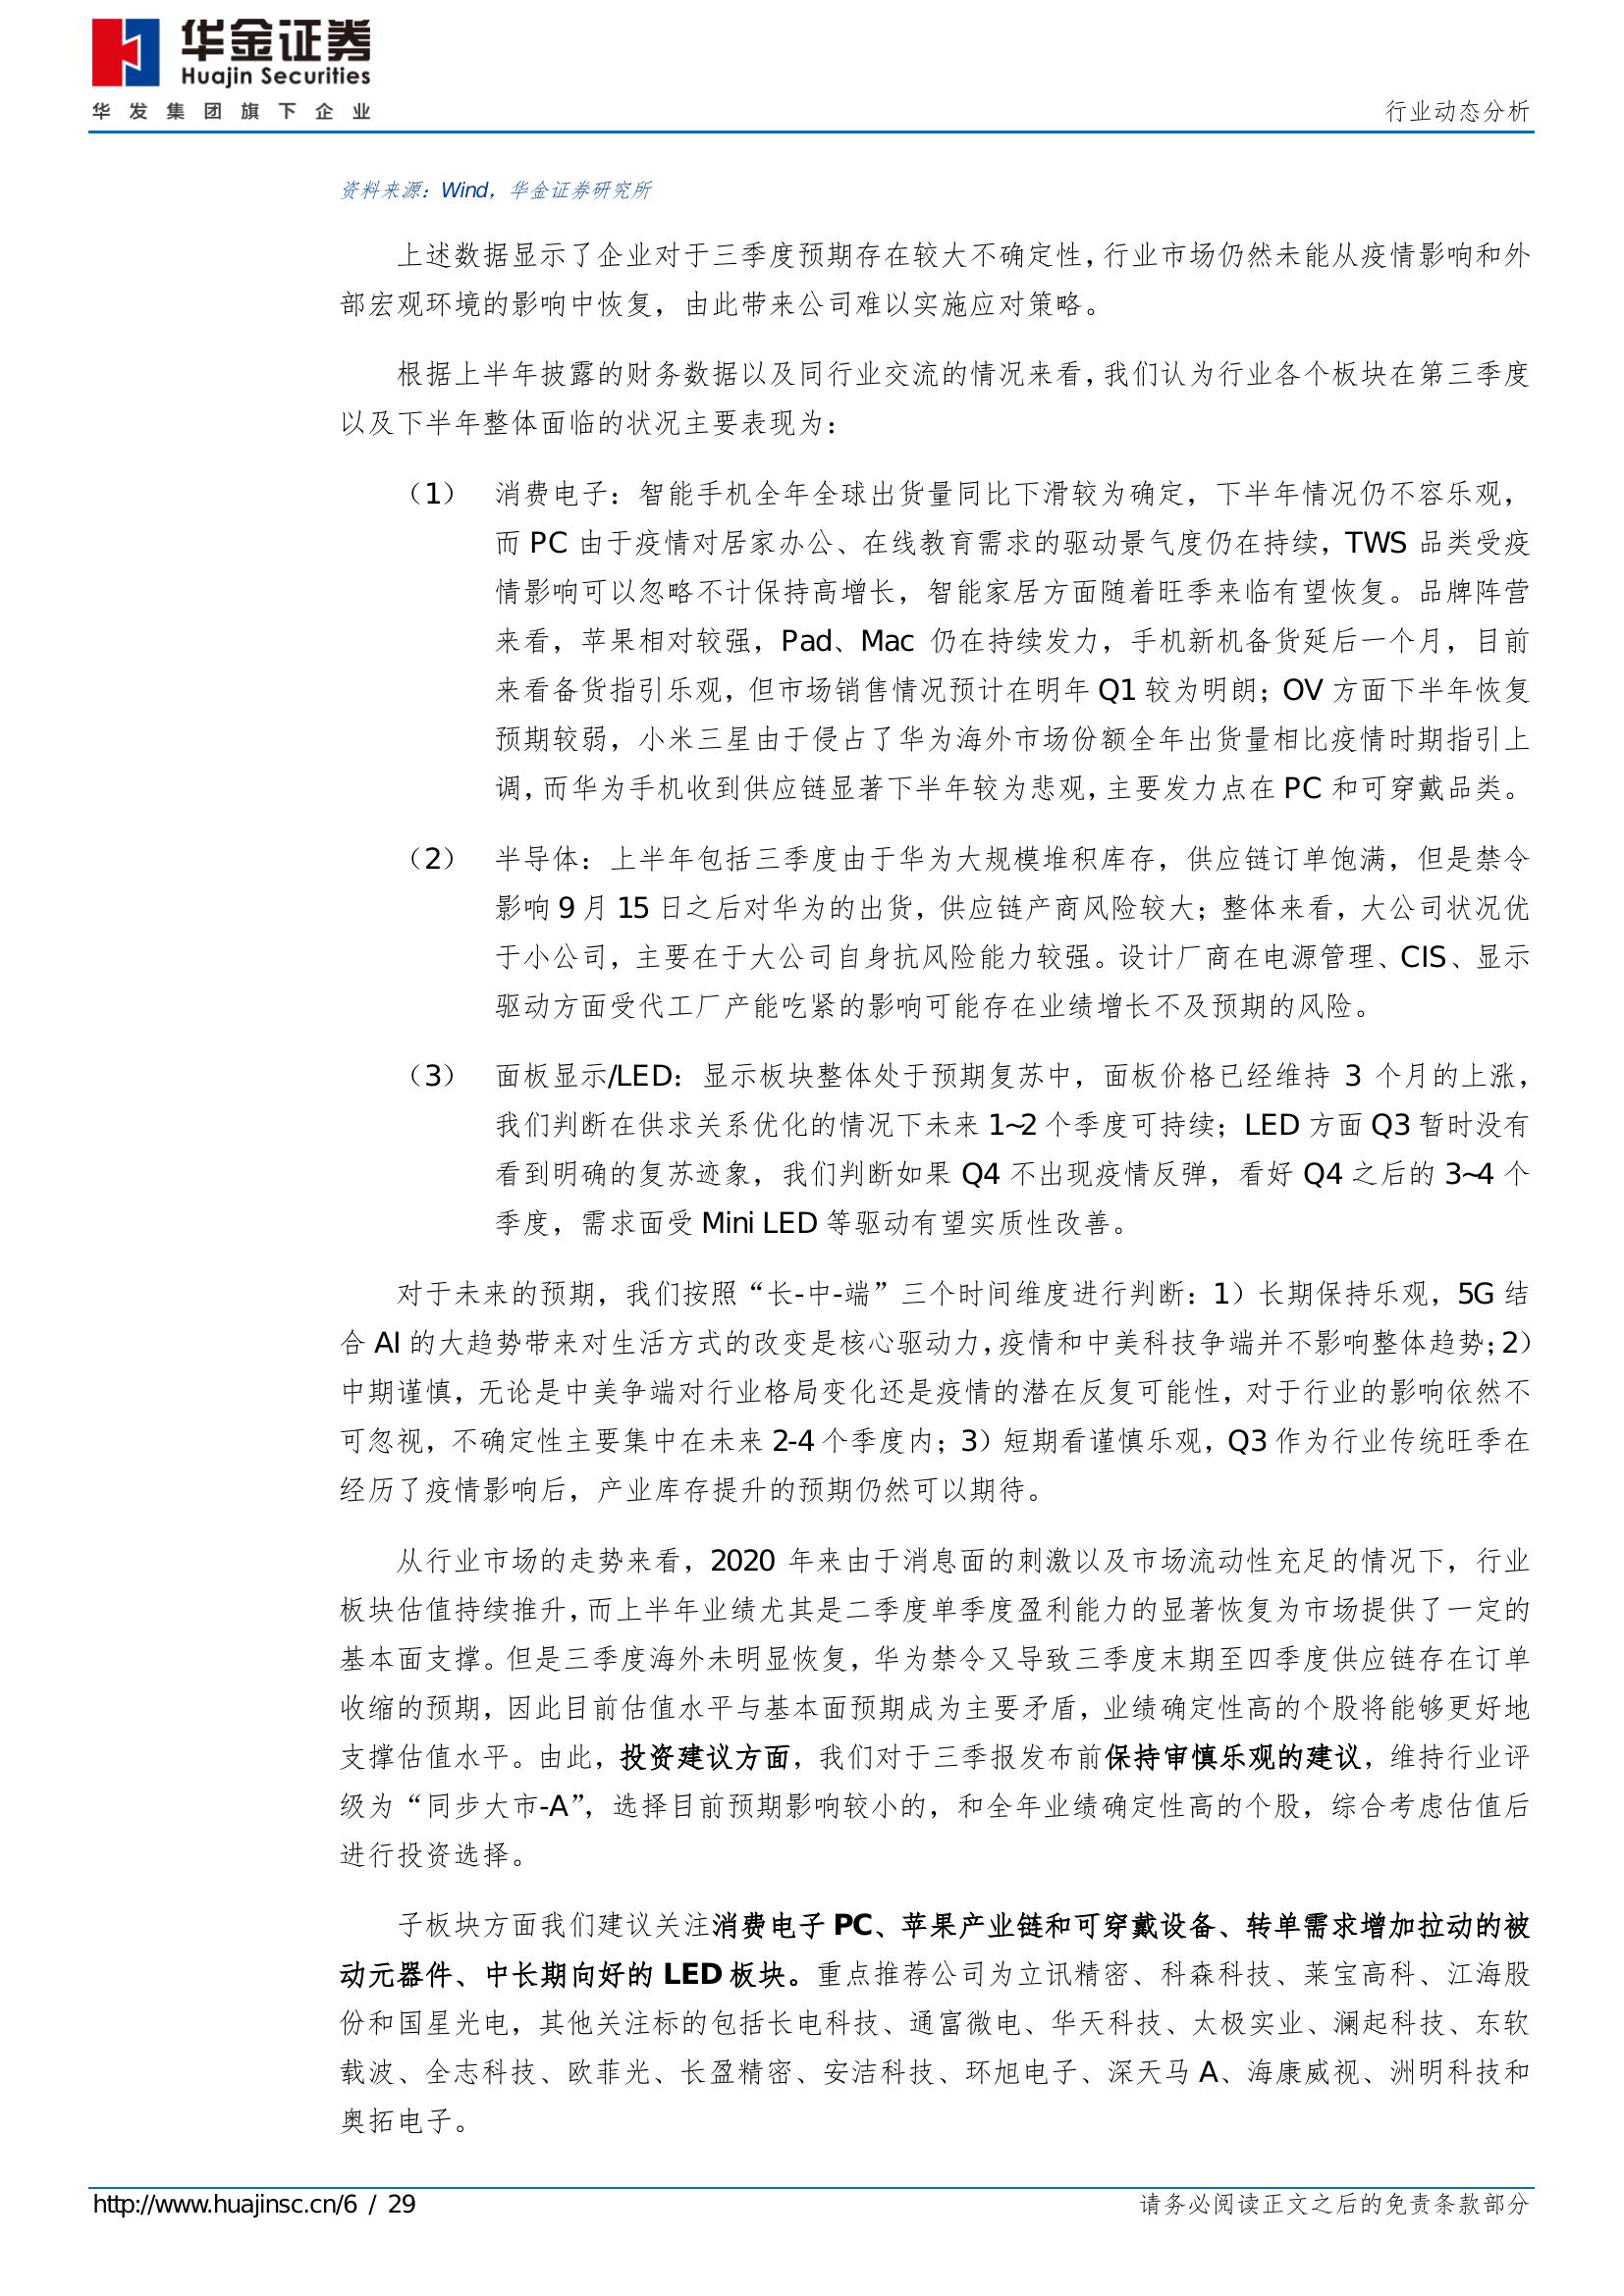 华金证券
Huajin Securities
华发集团旗下企业
行业动态分析
资料来源：Wind，华金证券研究所
上述数据显示了企业对于三季度预期存在较大不确定性，行业市场仍然未能从疫情影响和外
部宏观环境的影响中恢复，由此带来公司难以实施应对策略。
根据上半年披露的财务数据以及同行业交流的情况来看，我们认为行业各个板块在第三季度
以及下半年整体面临的状况主要表现为：
（1） 消费电子：智能手机全年全球出货量同比下滑较为确定，下半年情况仍不容乐观，
而 PC 由于疫情对居家办公、在线教育需求的驱动景气度仍在持续，TWS 品类受疫
情影响可以忽略不计保持高增长，智能家居方面随着旺季来临有望恢复。品牌阵营
来看，苹果相对较强，Pad、Mac 仍在持续发力，手机新机备货延后一个月，目前
来看备货指引乐观，但市场销售情况预计在明年 Q1 较为明朗；OV 方面下半年恢复
预期较弱，小米三星由于侵占了华为海外市场份额全年出货量相比疫情时期指引上
调，而华为手机收到供应链显著下半年较为悲观，主要发力点在 PC 和可穿戴品类。
（2） 半导体：上半年包括三季度由于华为大规模堆积库存，供应链订单饱满，但是禁令
影响 9 月 15 日之后对华为的出货，供应链产商风险较大；整体来看，大公司状况优
于小公司，主要在于大公司自身抗风险能力较强。设计厂商在电源管理、CIS、显示
驱动方面受代工厂产能吃紧的影响可能存在业绩增长不及预期的风险。
（3） 面板显示/LED：显示板块整体处于预期复苏中，面板价格已经维持 3 个月的上涨，
我们判断在供求关系优化的情况下未来 1~2 个季度可持续；LED 方面 Q3 暂时没有
看到明确的复苏迹象，我们判断如果 Q4 不出现疫情反弹，看好 Q4 之后的 3~4 个
季度，需求面受 Mini LED 等驱动有望实质性改善。
对于未来的预期，我们按照“长-中-端”三个时间维度进行判断：1）长期保持乐观，5G 结
合 AI 的大趋势带来对生活方式的改变是核心驱动力，疫情和中美科技争端并不影响整体趋势；2）
中期谨慎，无论是中美争端对行业格局变化还是疫情的潜在反复可能性，对于行业的影响依然不
可忽视，不确定性主要集中在未来 2-4 个季度内；3）短期看谨慎乐观，Q3 作为行业传统旺季在
经历了疫情影响后，产业库存提升的预期仍然可以期待。
从行业市场的走势来看，2020 年来由于消息面的刺激以及市场流动性充足的情况下，行业
板块估值持续推升，而上半年业绩尤其是二季度单季度盈利能力的显著恢复为市场提供了一定的
基本面支撑。但是三季度海外未明显恢复，华为禁令又导致三季度末期至四季度供应链存在订单
收缩的预期，因此目前估值水平与基本面预期成为主要矛盾，业绩确定性高的个股将能够更好地
支撑估值水平。由此，投资建议方面，我们对于三季报发布前保持审慎乐观的建议，维持行业评
级为“同步大市-A”，选择目前预期影响较小的，和全年业绩确定性高的个股，综合考虑估值后
进行投资选择。
子板块方面我们建议关注消费电子 PC、苹果产业链和可穿戴设备、转单需求增加拉动的被
动元器件、中长期向好的 LED 板块。重点推荐公司为立讯精密、科森科技、莱宝高科、江海股
份和国星光电，其他关注标的包括长电科技、通富微电、华天科技、太极实业、澜起科技、东软
载波、全志科技、欧菲光、长盈精密、安洁科技、环旭电子、深天马 A、海康威视、洲明科技和
奥拓电子。
http://www.huajinsc.cn/6 / 29
请务必阅读正文之后的免责条款部分